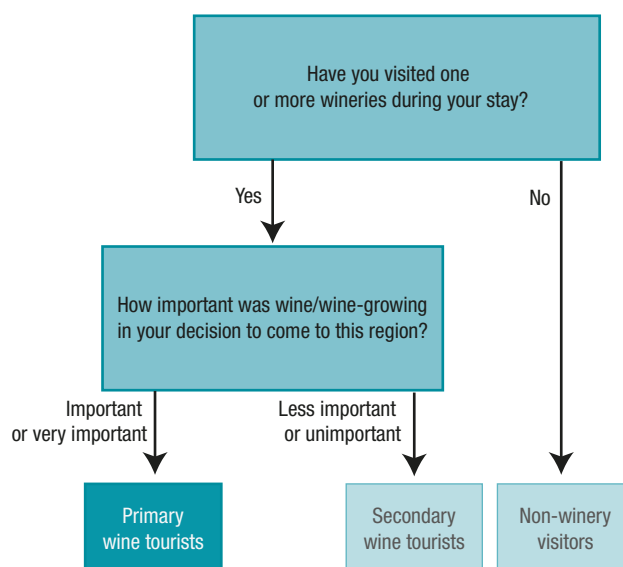 Have you visited one
or more wineries during your stay?
Yes
No
How important was wine/wine-growing
in your decision to come to this region?
Important
or very important
Less important
or unimportant
Primary
wine tourists
Secondary
wine tourists
Non-winery
visitors